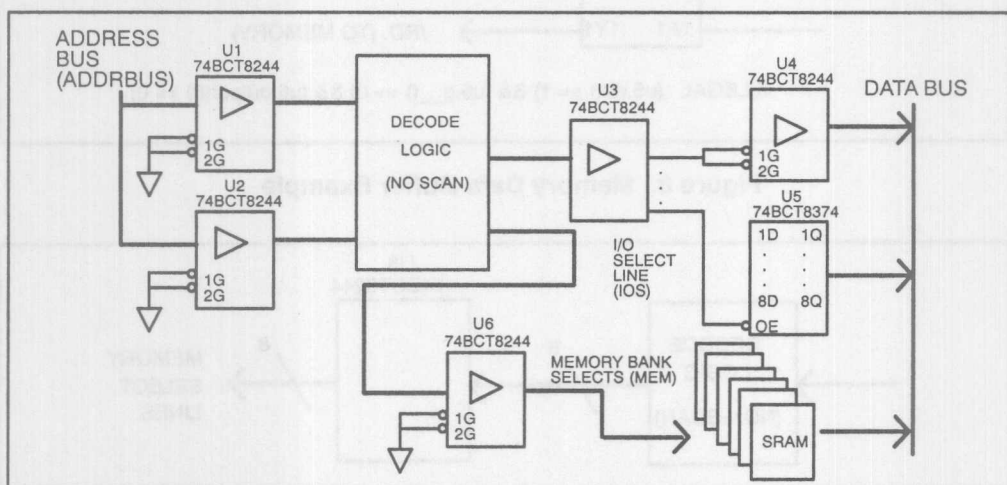 ADDRESS
BUS
(ADDRBUS)
U1
74BCT8244
1G
2G
U2
74BCT8244
1G
2G
DECODE
LOGIC
(NO SCAN)
U3
74BCT8244
I/O
SELECT
LINE
(IOS)
U4
74BCT8244
1G
2G
DATA BUS
U5
74BCT8374
1D 1Q
8D 8Q
OE
U6
74BCT8244
1G
2G
MEMORY BANK
SELECTS (MEM)
SRAM